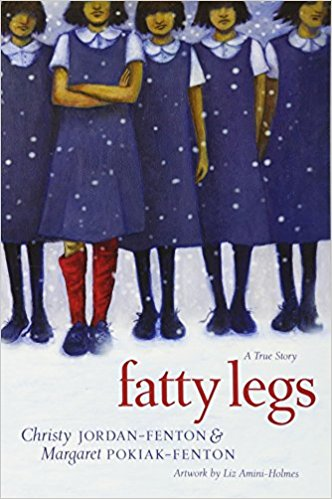 A True Story
fatty legs
Christy JORDAN-FENTON &
Margaret POKIAK-FENTON
Artwork by Liz Amini-Holmes